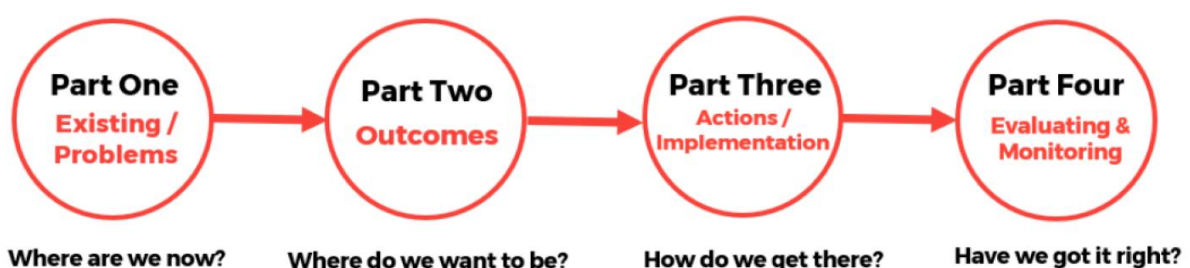 Part One
Existing /
Problems
Where are we now?
Part Two
Outcomes
Where do we want to be?
Part Three
Actions /
Implementation
How do we get there?
Part Four
Evaluating &
Monitoring
Have we got it right?